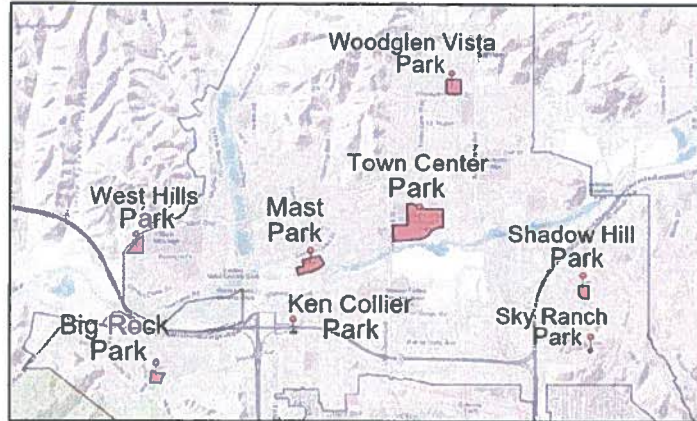 Woodglen Vista
Park
Town Center
Park
West Hills
Park
Mast
Park
Shadow Hill
Park
Ken Collier
Park
Sky Ranch
Park
Big Rock
Park